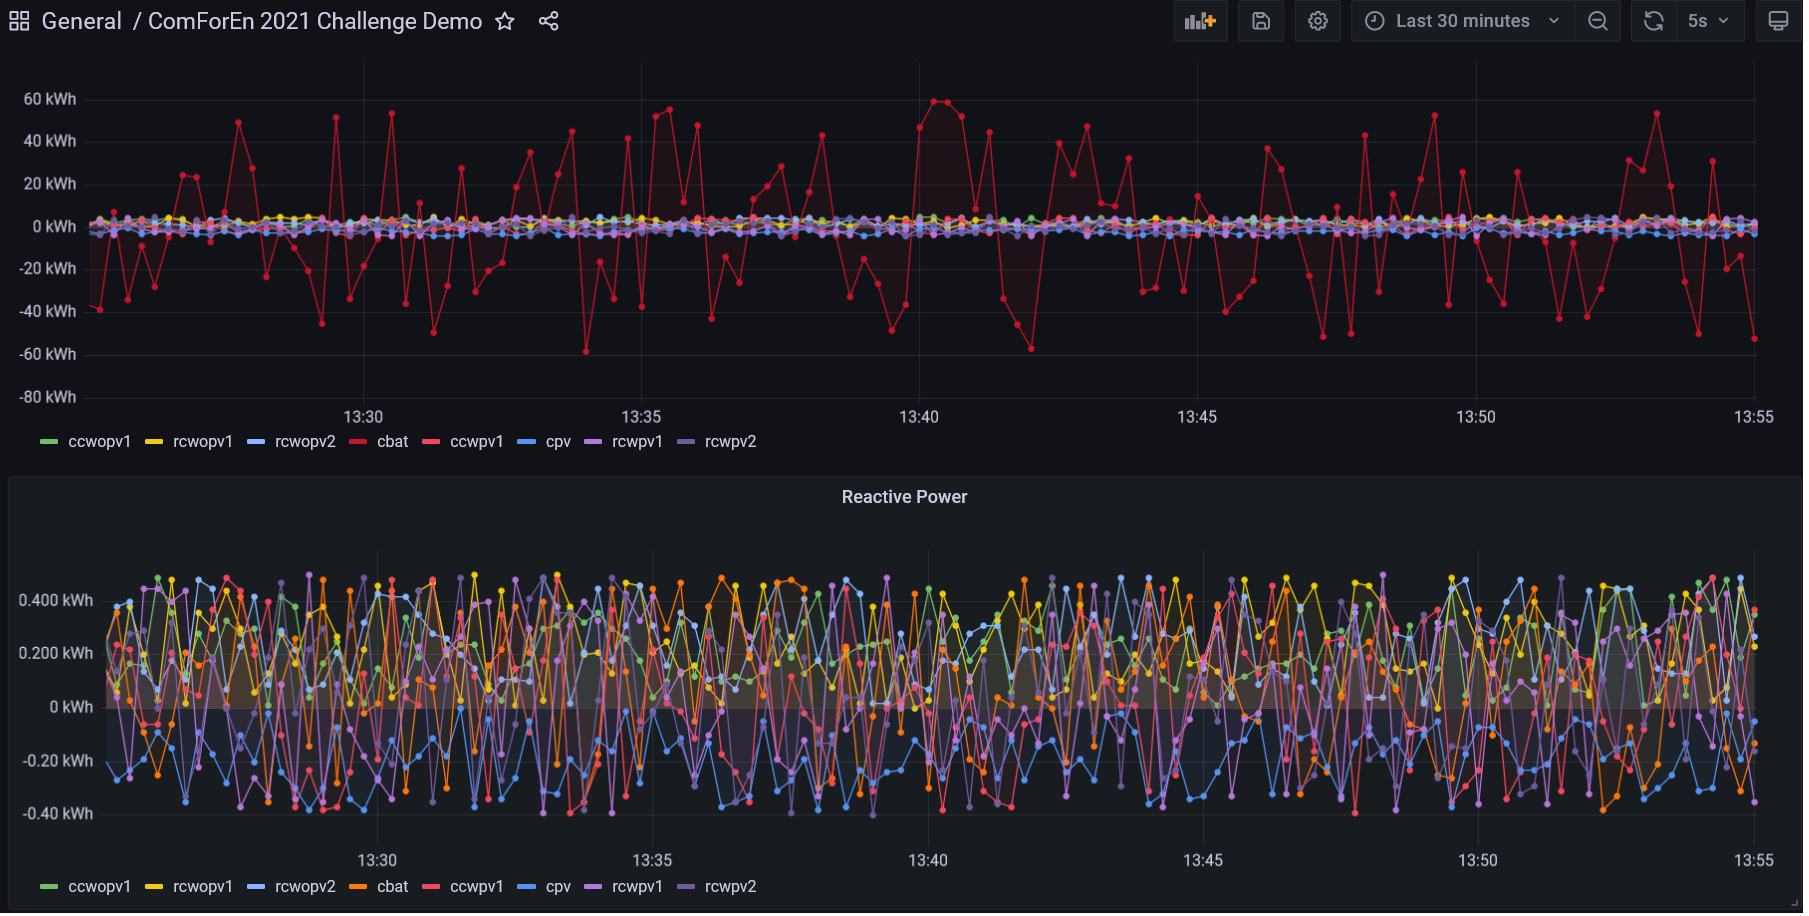 General / ComForEn 2021 Challenge Demo
Last 30 minutes
5s
60 kWh
40 kWh
20 kWh
0 kWh
-20 kWh
-40 kWh
-60 kWh
-80 kWh
13:30 13:35 13:40 13:45 13:50 13:55
ccwopv1 rcwopv1 rcwopv2 cbat ccwpv1 cpv rcwpv1 rcwpv2
Reactive Power
0.400 kWh
0.200 kWh
0 kWh
-0.20 kWh
-0.40 kWh
13:30 13:35 13:40 13:45 13:50 13:55
ccwopv1 rcwopv1 rcwopv2 cbat ccwpv1 cpv rcwpv1 rcwpv2